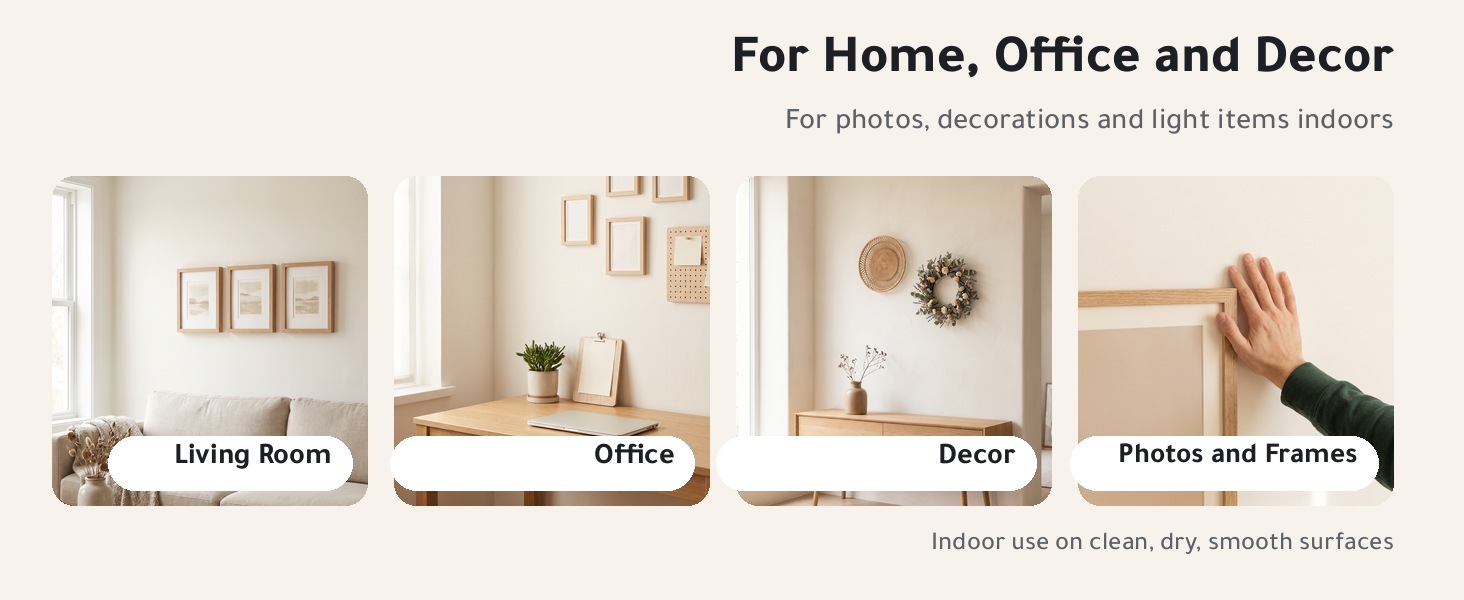 For Home, Office and Decor
For photos, decorations and light items indoors
Living Room
Office
Decor
Photos and Frames
Indoor use on clean, dry, smooth surfaces